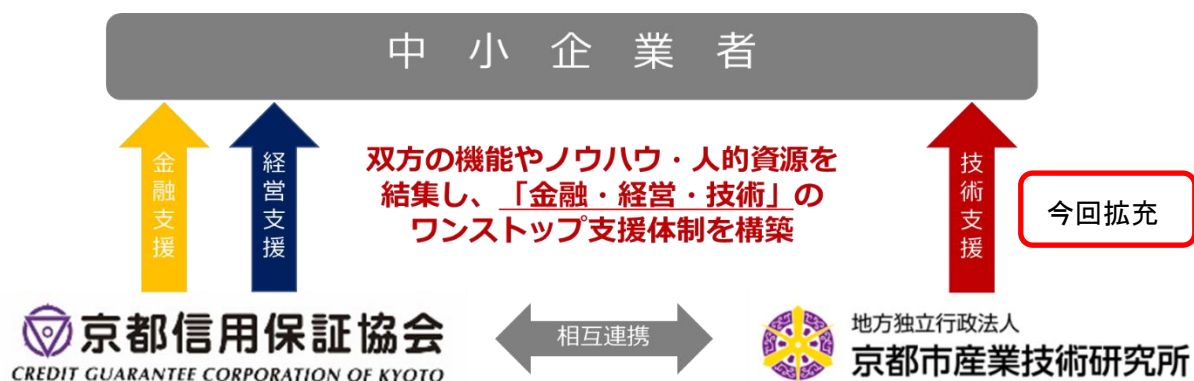 中小企業者
金融支援
経営支援
双方の機能やノウハウ・人的資源を
結集し、「金融・経営・技術」の
ワンストップ支援体制を構築
技術支援
今回拡充
京都信用保証協会
CREDIT GUARANTEE CORPORATION OF KYOTO
相互連携
地方独立行政法人
京都市産業技術研究所